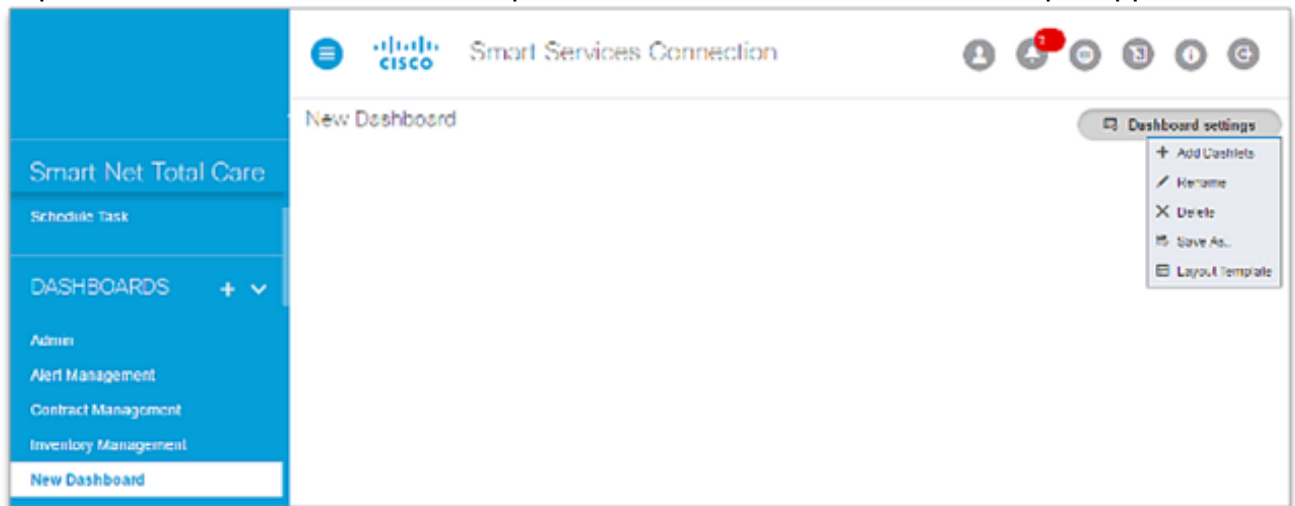 cisco
Smart Services Connection
New Dashboard
Dashboard settings
+ Add Dashlets
Rename
Delete
Save As..
Layout Template
Smart Net Total Care
Schedule Task
DASHBOARDS +
Admin
Alert Management
Contract Management
Inventory Management
New Dashboard